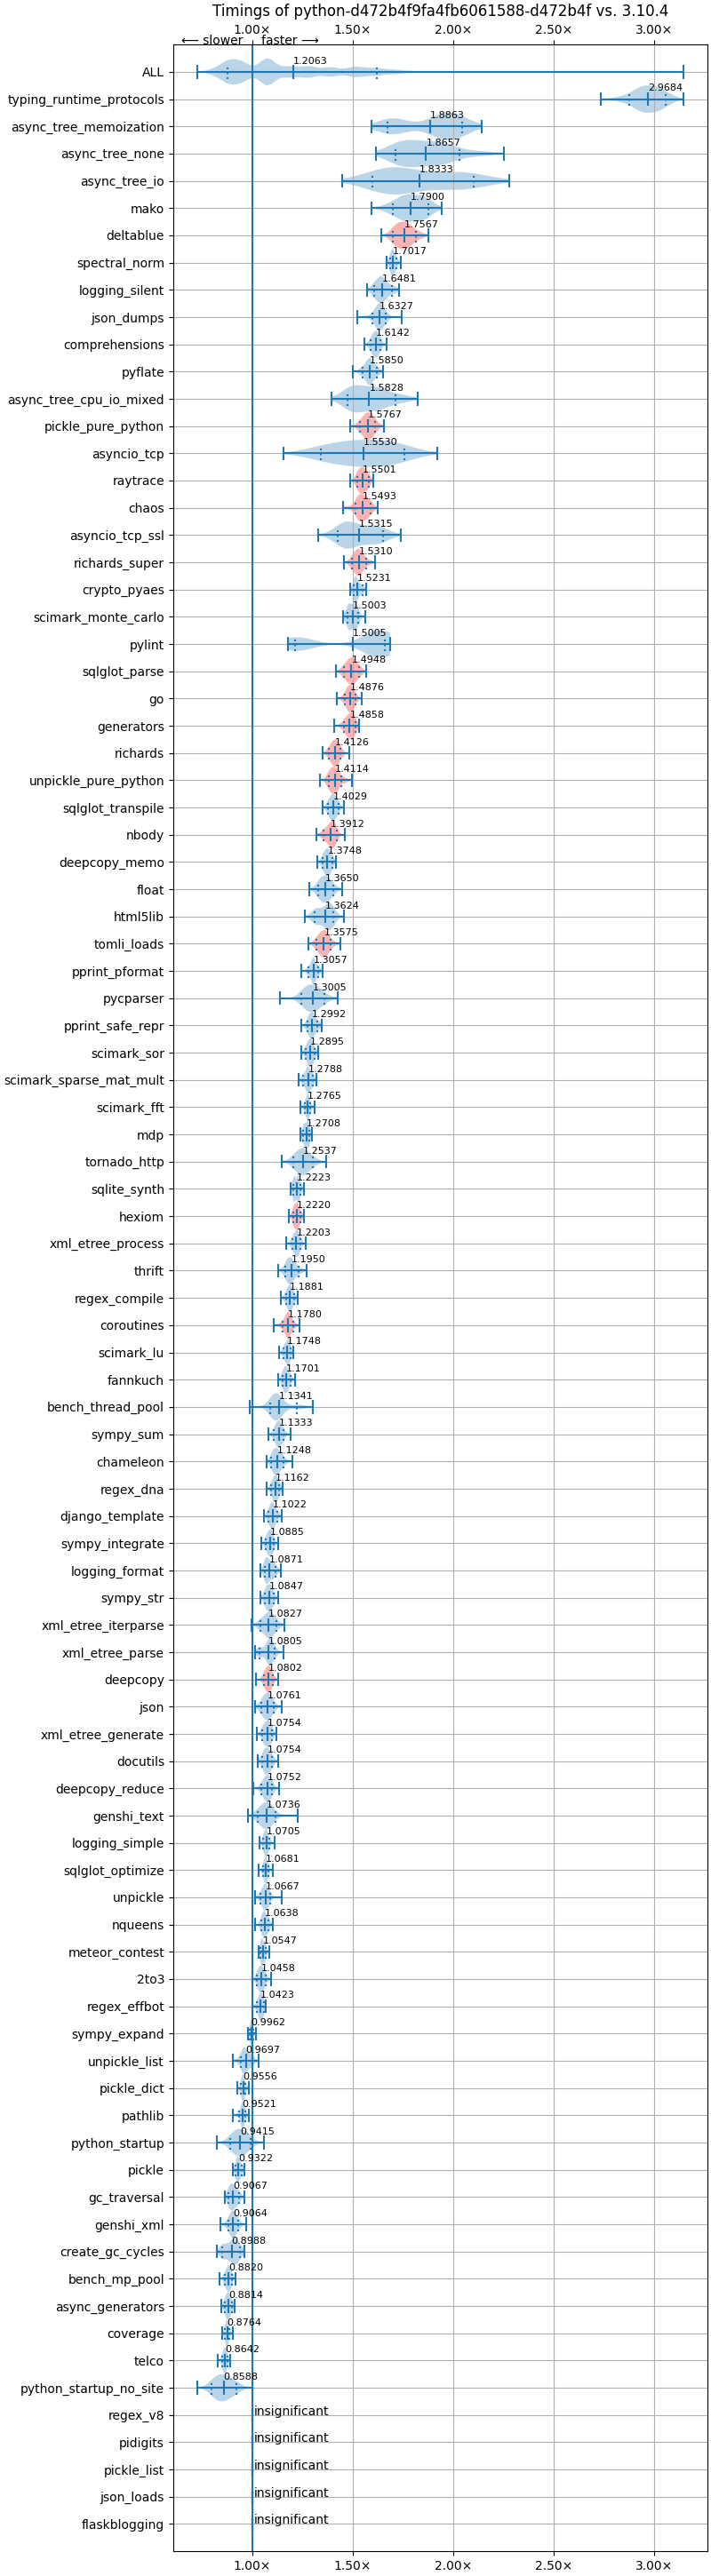 Timings of python-d472b4f9fa4fb6061588-d472b4f vs. 3.10.4
1.00× 1.50× 2.00× 2.50× 3.00×
⟵ slower faster ⟶
ALL 1.2063
typing_runtime_protocols 2.9684
async_tree_memoization 1.8863
async_tree_none 1.8657
async_tree_io 1.8333
mako 1.7900
deltablue 1.7567
spectral_norm 1.7017
logging_silent 1.6481
json_dumps 1.6327
comprehensions 1.6142
pyflate 1.5850
async_tree_cpu_io_mixed 1.5828
pickle_pure_python 1.5767
asyncio_tcp 1.5530
raytrace 1.5501
chaos 1.5493
asyncio_tcp_ssl 1.5315
richards_super 1.5310
crypto_pyaes 1.5231
scimark_monte_carlo 1.5003
pylint 1.5005
sqlglot_parse 1.4948
go 1.4876
generators 1.4858
richards 1.4126
unpickle_pure_python 1.4114
sqlglot_transpile 1.4029
nbody 1.3912
deepcopy_memo 1.3748
float 1.3650
html5lib 1.3624
tomli_loads 1.3575
pprint_pformat 1.3057
pycparser 1.3005
pprint_safe_repr 1.2992
scimark_sor 1.2895
scimark_sparse_mat_mult 1.2788
scimark_fft 1.2765
mdp 1.2708
tornado_http 1.2537
sqlite_synth 1.2223
hexiom 1.2220
xml_etree_process 1.2203
thrift 1.1950
regex_compile 1.1881
coroutines 1.1780
scimark_lu 1.1748
fannkuch 1.1701
bench_thread_pool 1.1341
sympy_sum 1.1333
chameleon 1.1248
regex_dna 1.1162
django_template 1.1022
sympy_integrate 1.0885
logging_format 1.0871
sympy_str 1.0847
xml_etree_iterparse 1.0827
xml_etree_parse 1.0805
deepcopy 1.0802
json 1.0761
xml_etree_generate 1.0754
docutils 1.0754
deepcopy_reduce 1.0752
genshi_text 1.0736
logging_simple 1.0705
sqlglot_optimize 1.0681
unpickle 1.0667
nqueens 1.0638
meteor_contest 1.0547
2to3 1.0458
regex_effbot 1.0423
sympy_expand 0.9962
unpickle_list 0.9697
pickle_dict 0.9556
pathlib 0.9521
python_startup 0.9415
pickle 0.9322
gc_traversal 0.9067
genshi_xml 0.9064
create_gc_cycles 0.8988
bench_mp_pool 0.8820
async_generators 0.8814
coverage 0.8764
telco 0.8642
python_startup_no_site 0.8588
regex_v8 insignificant
pidigits insignificant
pickle_list insignificant
json_loads insignificant
flaskblogging insignificant
1.00× 1.50× 2.00× 2.50× 3.00×